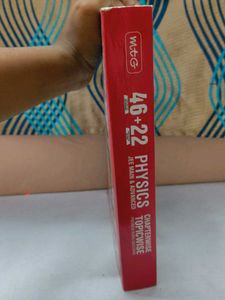 MtG
46 + 22 PHYSICS
JEE MAIN & ADVANCED
CHAPTERWISE
TOPICWISE